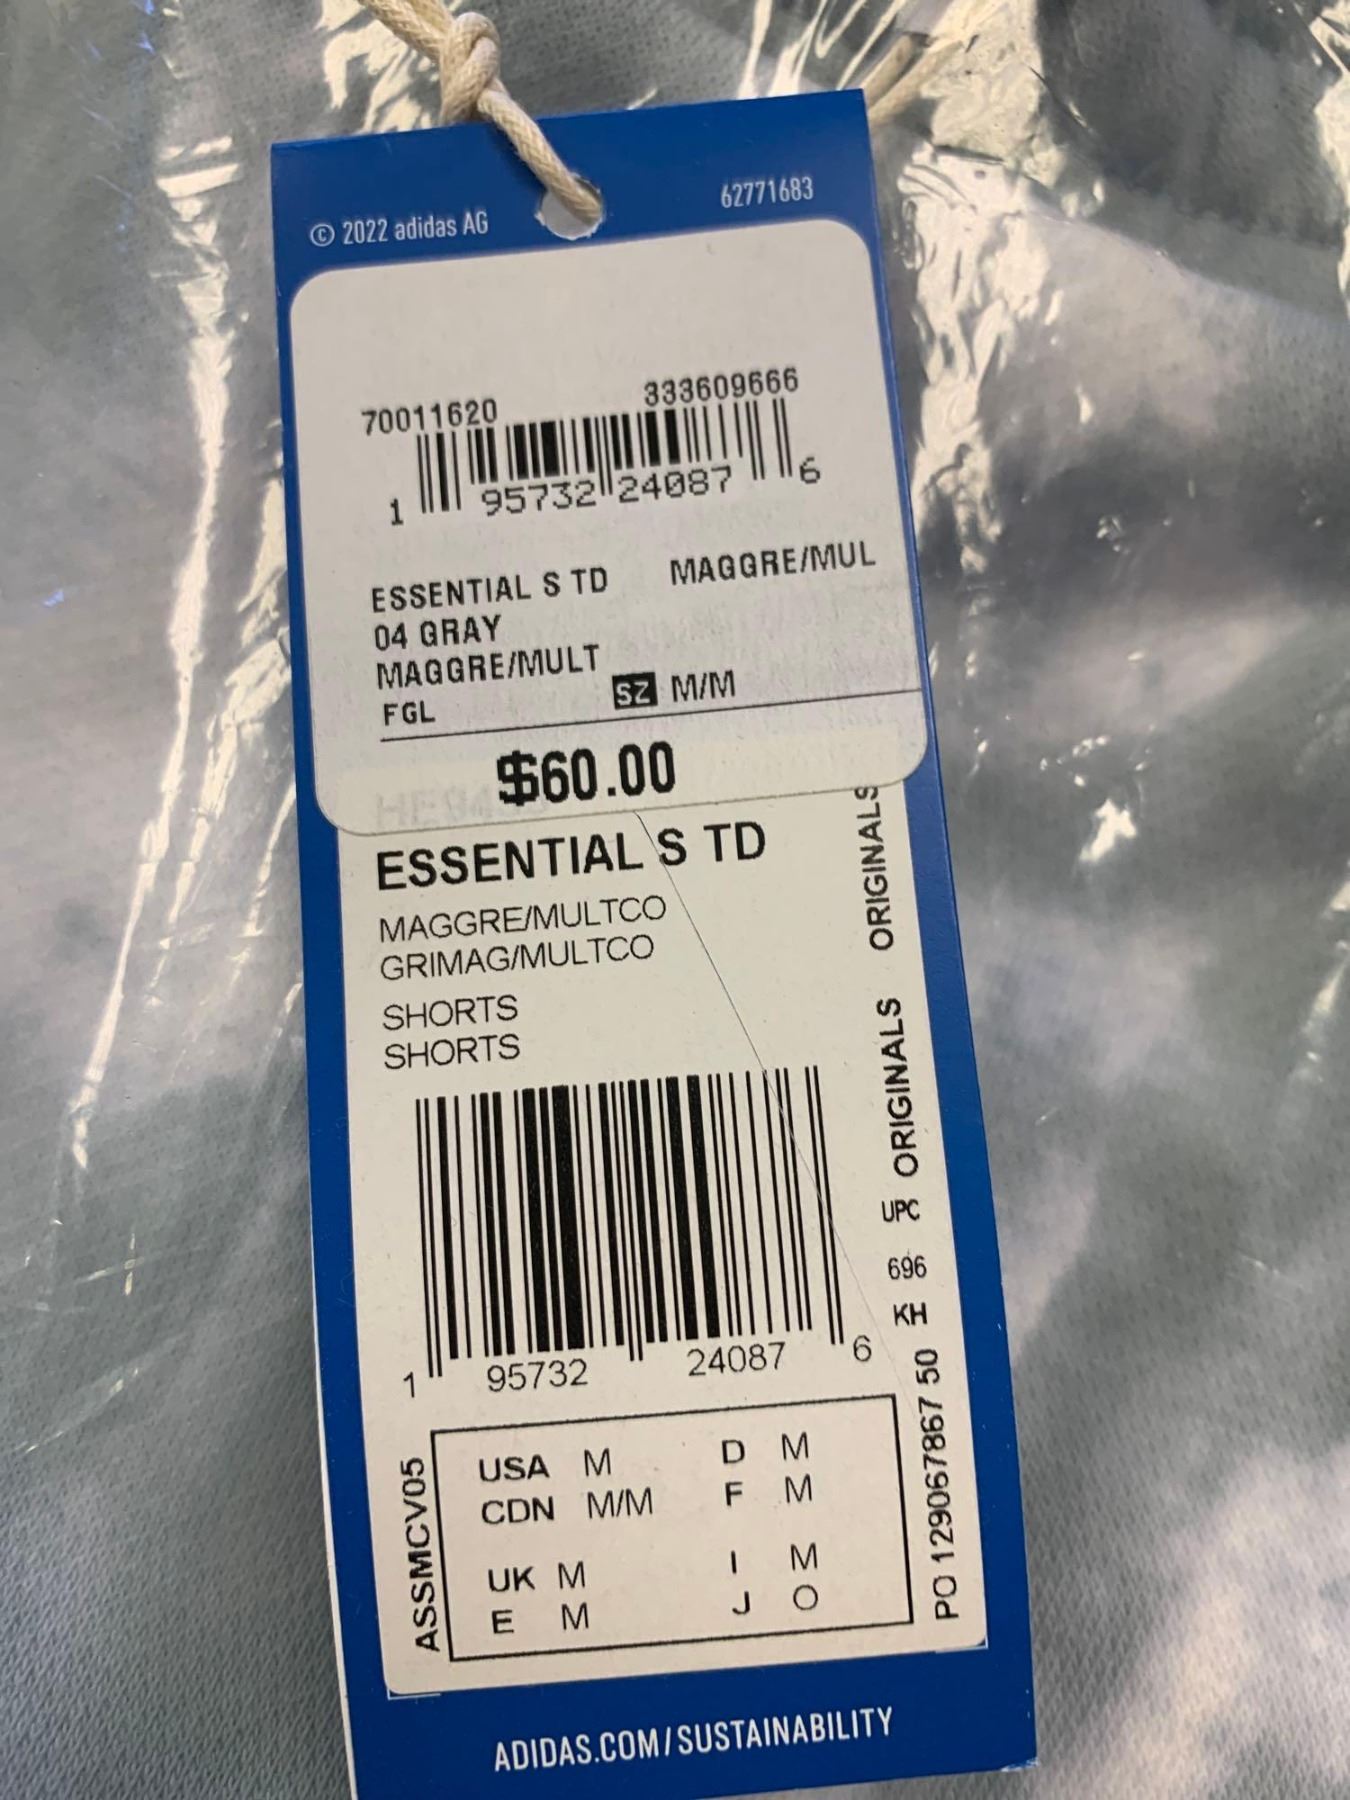 © 2022 adidas AG
62771683
70011620
333609666
1 95732 24087 6
ESSENTIAL S TD MAGGRE/MUL
04 GRAY
MAGGRE/MULT
FGL SZ M/M
$60.00
ESSENTIAL S TD
MAGGRE/MULTCO
GRIMAG/MULTCO
SHORTS
SHORTS
1 95732 24087 6
ORIGINALS
ORIGINALS
UPC
696
KH
PO 129067867 50
ASSMCV05
USA M D M
CDN M/M F M
UK M I M
E M J O
ADIDAS.COM/SUSTAINABILITY